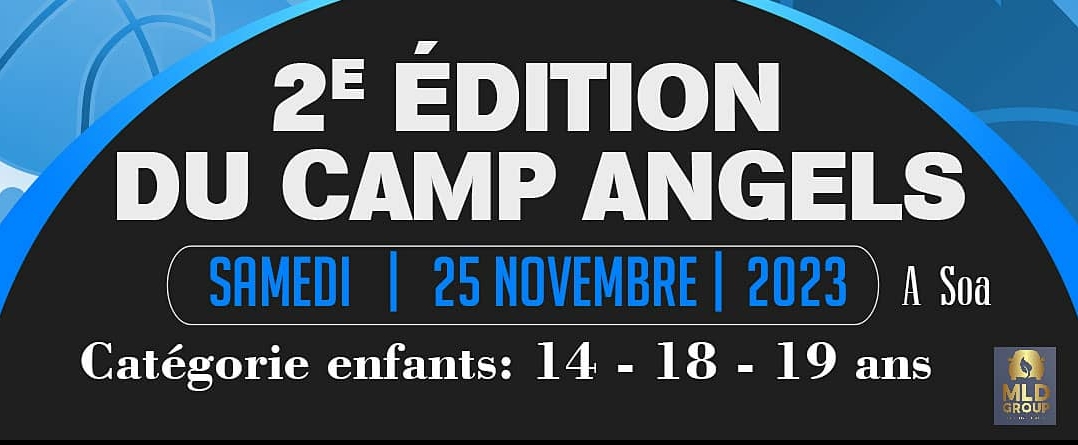 2E ÉDITION
DU CAMP ANGELS
SAMEDI | 25 NOVEMBRE | 2023 A Soa
Catégorie enfants: 14 - 18 - 19 ans
MLD
GROUP